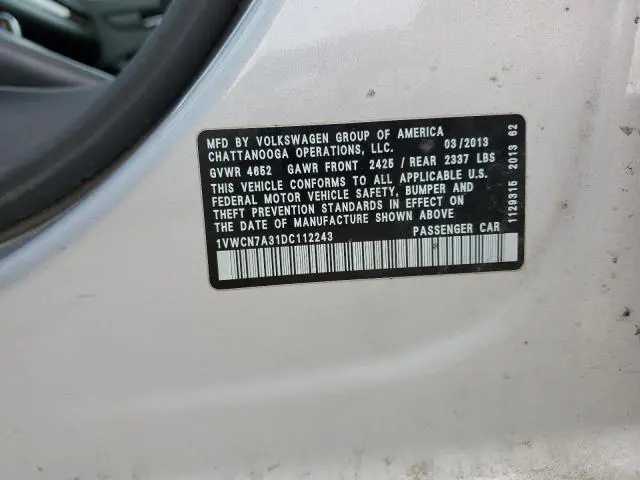 MFD BY VOLKSWAGEN GROUP OF AMERICA
CHATTANOOGA OPERATIONS, LLC. 03/2013
GVWR 4652 GAWR FRONT 2425 / REAR 2337 LBS
THIS VEHICLE CONFORMS TO ALL APPLICABLE U.S.
FEDERAL MOTOR VEHICLE SAFETY, BUMPER AND
THEFT PREVENTION STANDARDS IN EFFECT ON
THE DATE OF MANUFACTURE SHOWN ABOVE
1VWCN7A31DC112243 PASSENGER CAR
1129315 2013 62